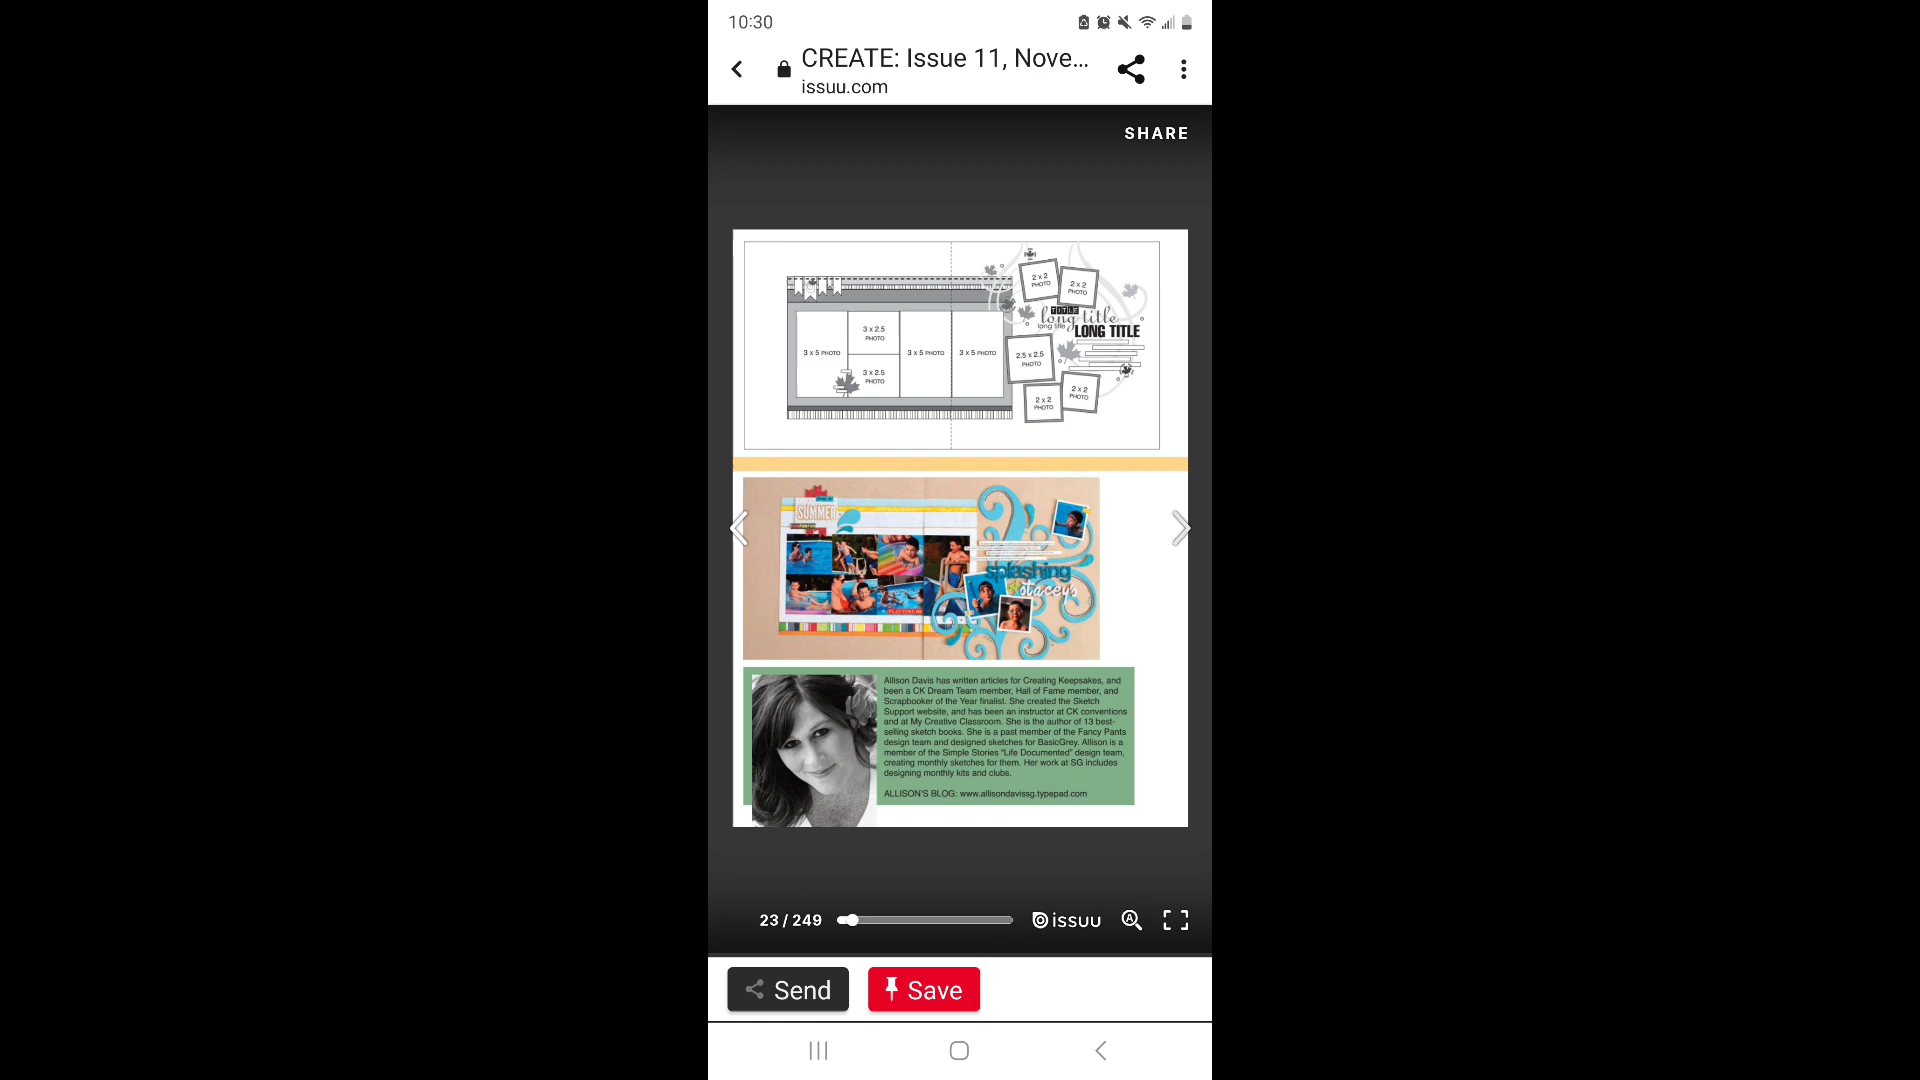 10:30
CREATE: Issue 11, Nove...
issuu.com
SHARE
2 x 2
PHOTO
2 x 2
PHOTO
TITLE
long title
long title
LONG TITLE
3 x 2.5
PHOTO
3 x 5 PHOTO
3 x 5 PHOTO
3 x 5 PHOTO
2.5 x 2.5
PHOTO
3 x 2.5
PHOTO
2 x 2
PHOTO
2 x 2
PHOTO
SUMMER
splashing
stacey's
Allison Davis has written articles for Creating Keepsakes, and
been a CK Dream Team member, Hall of Fame member, and
Scrapbooker of the Year finalist. She created the Sketch
Support website, and has been an instructor at CK conventions
and at My Creative Classroom. She is the author of 13 best-
selling sketch books. She is a past member of the Fancy Pants
design team and designed sketches for BasicGrey. Allison is a
member of the Simple Stories "Life Documented" design team,
creating monthly sketches for them. Her work at SG includes
designing monthly kits and clubs.
ALLISON'S BLOG: www.allisondavissg.typepad.com
23 / 249
issuu
Send
Save